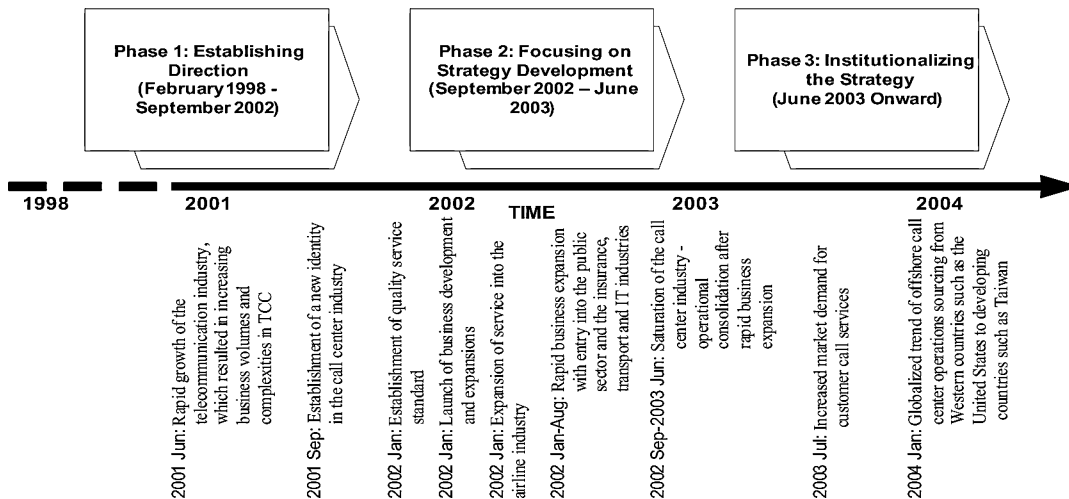 Phase 1: Establishing
Direction
(February 1998 -
September 2002)
Phase 2: Focusing on
Strategy Development
(September 2002 – June
2003)
Phase 3: Institutionalizing
the Strategy
(June 2003 Onward)
1998
2001
2002
TIME
2003
2004
2001 Jun: Rapid growth of the
telecommunication industry,
which resulted in increasing
business volumes and
complexities in TCC
2001 Sep: Establishment of a new identity
in the call center industry
2002 Jan: Establishment of quality service
standard
2002 Jan: Launch of business development
and expansions
2002 Jan: Expansion of service into the
airline industry
2002 Jan-Aug: Rapid business expansion
with entry into the public
sector and the insurance,
transport and IT industries
2002 Sep-2003 Jun: Saturation of the call
center industry -
operational
consolidation after
rapid business
expansion
2003 Jul: Increased market demand for
customer call services
2004 Jan: Globalized trend of offshore call
center operations sourcing from
Western countries such as the
United States to developing
countries such as Taiwan